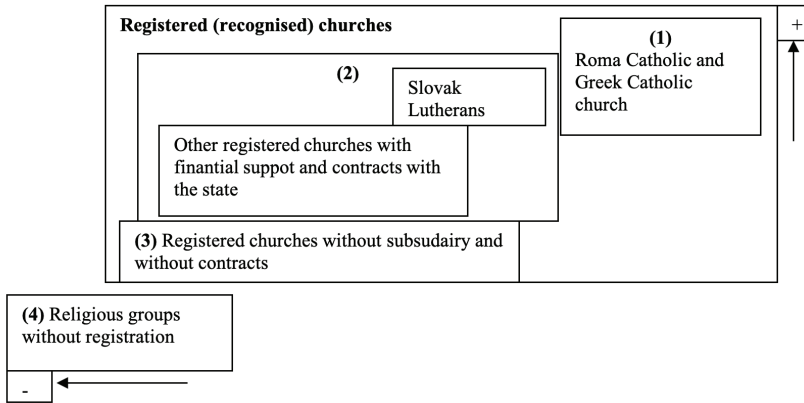 Registered (recognised) churches
+
(1)
Roma Catholic and
Greek Catholic
church
(2)
Slovak
Lutherans
Other registered churches with
finantial suppot and contracts with
the state
(3) Registered churches without subsudairy and
without contracts
(4) Religious groups
without registration
-